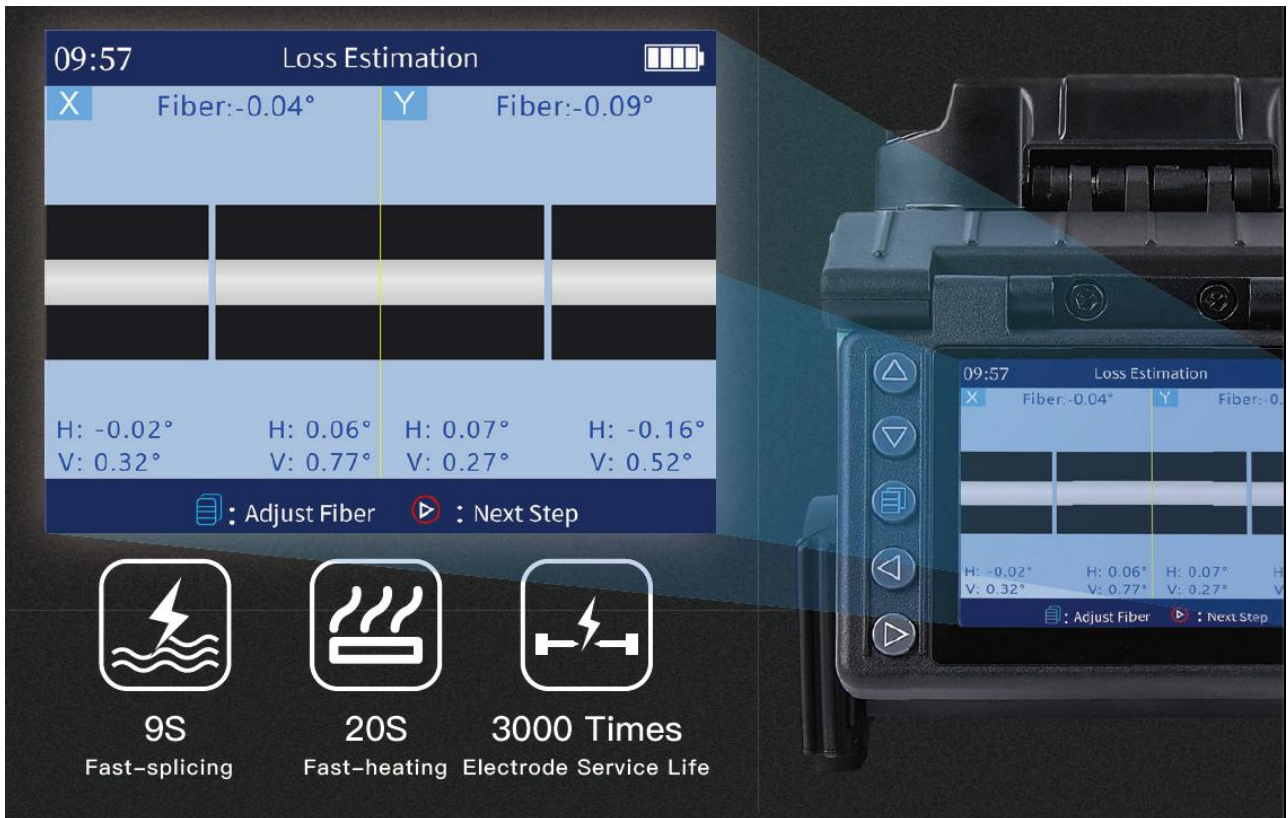 09:57 Loss Estimation
X Fiber:-0.04° Y Fiber:-0.09°
H: -0.02° H: 0.06° H: 0.07° H: -0.16°
V: 0.32° V: 0.77° V: 0.27° V: 0.52°
: Adjust Fiber : Next Step
9S
Fast-splicing
20S
Fast-heating
3000 Times
Electrode Service Life
09:57 Loss Estimation
X Fiber:-0.04° Y Fiber:-0.
H: -0.02° H: 0.06° H: 0.07° H
V: 0.32° V: 0.77° V: 0.27° V
: Adjust Fiber : Next Step